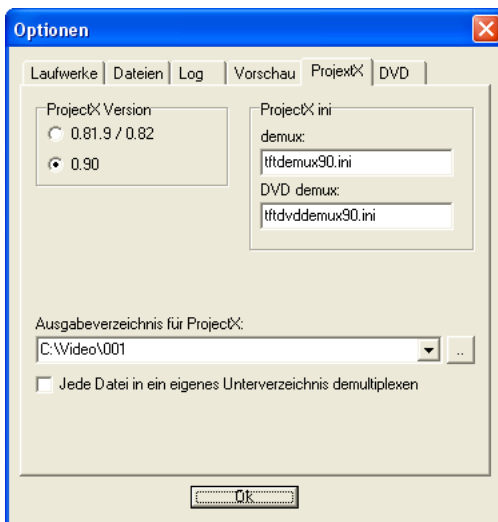 Optionen
Laufwerke Dateien Log Vorschau ProjextX DVD
ProjectX Version
0.81.9 / 0.82
0.90
ProjectX ini
demux:
tftdemux90.ini
DVD demux:
tftdvddemux90.ini
Ausgabeverzeichnis für ProjectX:
C:\Video\001
..
Jede Datei in ein eigenes Unterverzeichnis demultiplexen
Ok